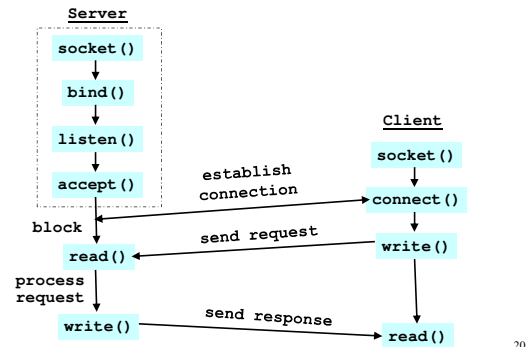 Server
socket()
bind()
listen()
accept()
block
read()
process
request
write()
establish
connection
send request
send response
Client
socket()
connect()
write()
read()
20